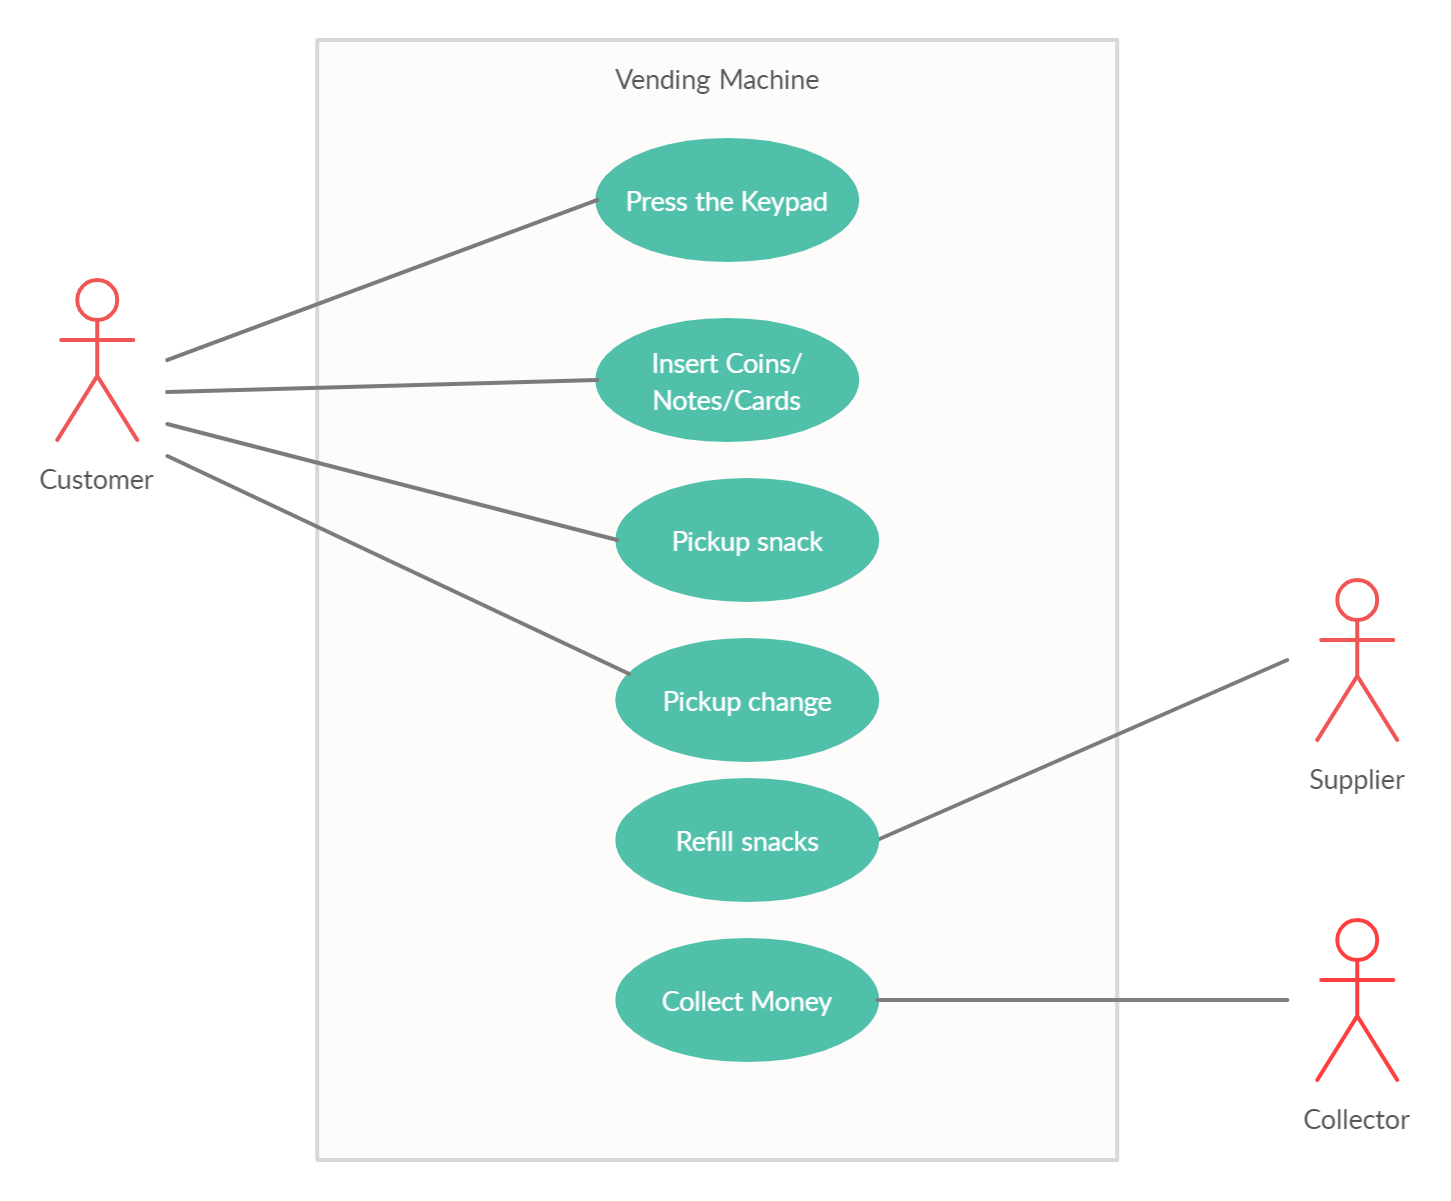 Vending Machine
Press the Keypad
Insert Coins/
Notes/Cards
Customer
Pickup snack
Pickup change
Supplier
Refill snacks
Collect Money
Collector